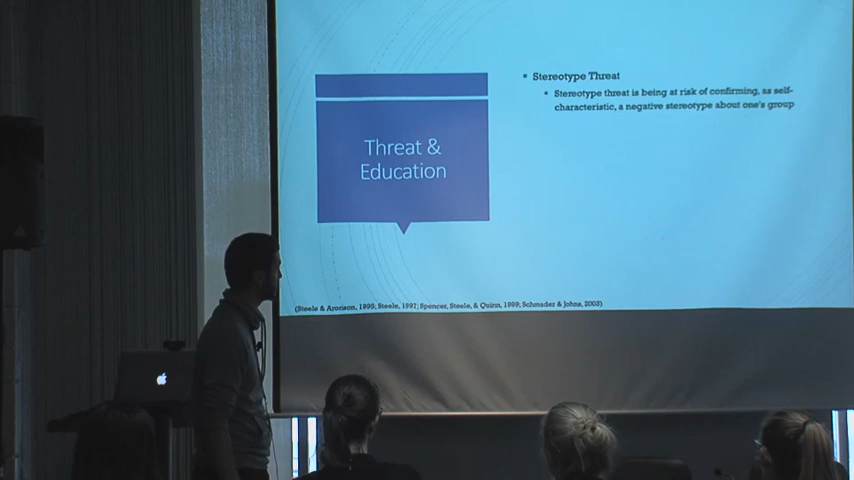 Threat &
Education
▪ Stereotype Threat
▪ Stereotype threat is being at risk of confirming, as self-
characteristic, a negative stereotype about one's group
(Steele & Aronson, 1995; Steele, 1997; Spencer, Steele, & Quinn, 1999; Schmader & Johns, 2003)